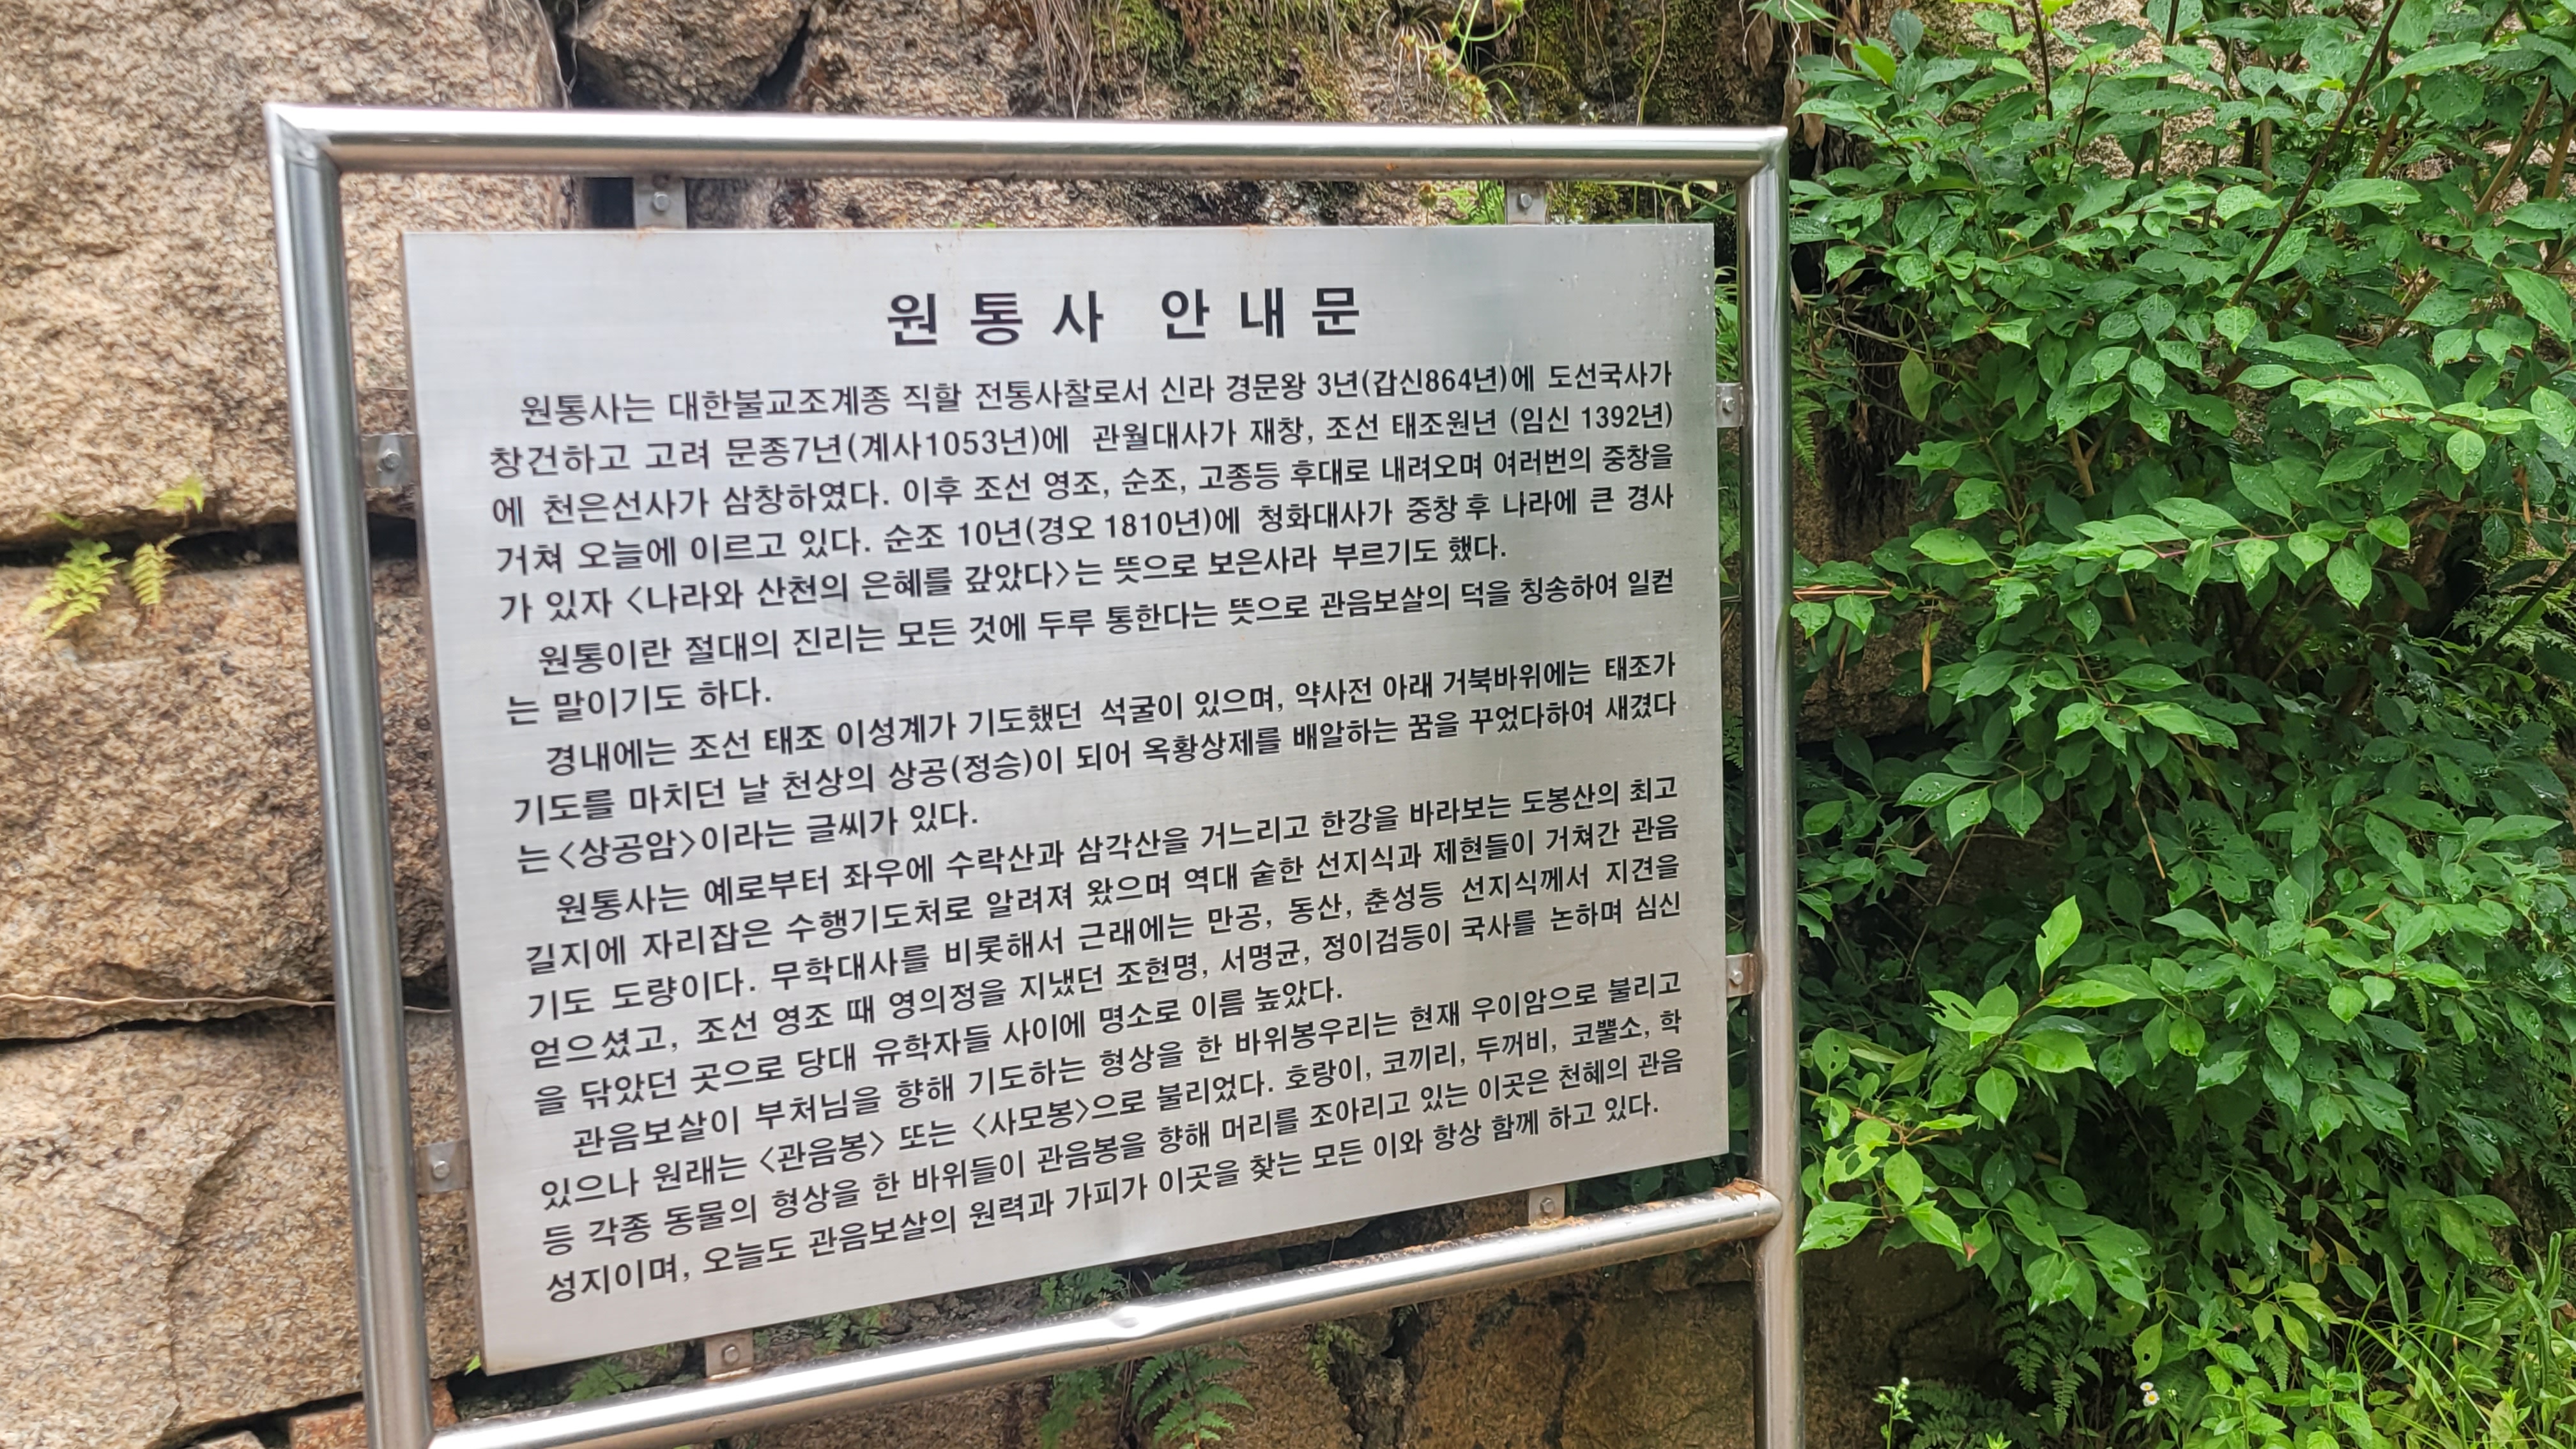 원통사 안내문
원통사는 대한불교조계종 직할 전통사찰로서 신라 경문왕 3년(갑신864년)에 도선국사가
창건하고 고려 문종7년(계사1053년)에 관월대사가 재창, 조선 태조원년 (임신 1392년)
에 천은선사가 삼창하였다. 이후 조선 영조, 순조, 고종등 후대로 내려오며 여러번의 중창을
거쳐 오늘에 이르고 있다. 순조 10년(경오 1810년)에 청화대사가 중창 후 나라에 큰 경사
가 있자 <나라와 산천의 은혜를 갚았다>는 뜻으로 보은사라 부르기도 했다.
원통이란 절대의 진리는 모든 것에 두루 통한다는 뜻으로 관음보살의 덕을 칭송하여 일컫
는 말이기도 하다.
경내에는 조선 태조 이성계가 기도했던 석굴이 있으며, 약사전 아래 거북바위에는 태조가
기도를 마치던 날 천상의 상공(정승)이 되어 옥황상제를 배알하는 꿈을 꾸었다하여 새겼다
는<상공암>이라는 글씨가 있다.
원통사는 예로부터 좌우에 수락산과 삼각산을 거느리고 한강을 바라보는 도봉산의 최고
길지에 자리잡은 수행기도처로 알려져 왔으며 역대 숱한 선지식과 제현들이 거쳐간 관음
기도 도량이다. 무학대사를 비롯해서 근래에는 만공, 동산, 춘성등 선지식께서 지견을
얻으셨고, 조선 영조 때 영의정을 지냈던 조현명, 서명균, 정이검등이 국사를 논하며 심신
을 닦았던 곳으로 당대 유학자들 사이에 명소로 이름 높았다.
관음보살이 부처님을 향해 기도하는 형상을 한 바위봉우리는 현재 우이암으로 불리고
있으나 원래는 <관음봉> 또는 <사모봉>으로 불리었다. 호랑이, 코끼리, 두꺼비, 코뿔소, 학
등 각종 동물의 형상을 한 바위들이 관음봉을 향해 머리를 조아리고 있는 이곳은 천혜의 관음
성지이며, 오늘도 관음보살의 원력과 가피가 이곳을 찾는 모든 이와 항상 함께 하고 있다.